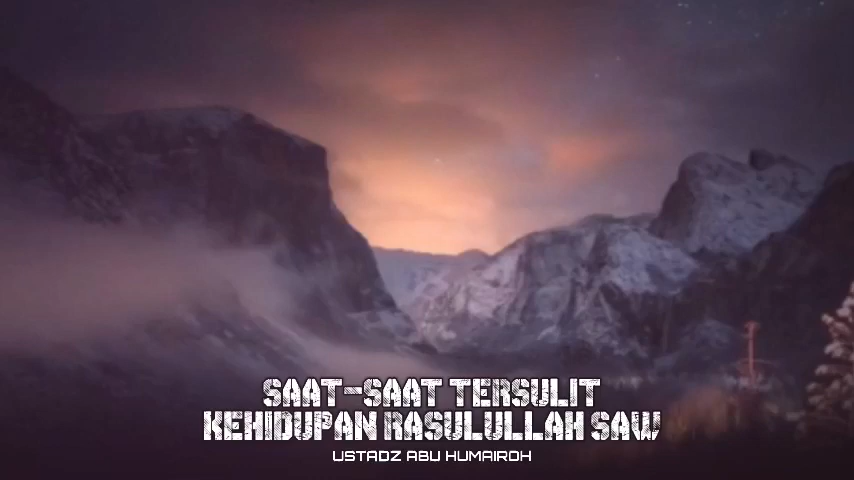 SAAT-SAAT TERSULIT
KEHIDUPAN RASULULLAH SAW
USTADZ ABU HUMAIROH